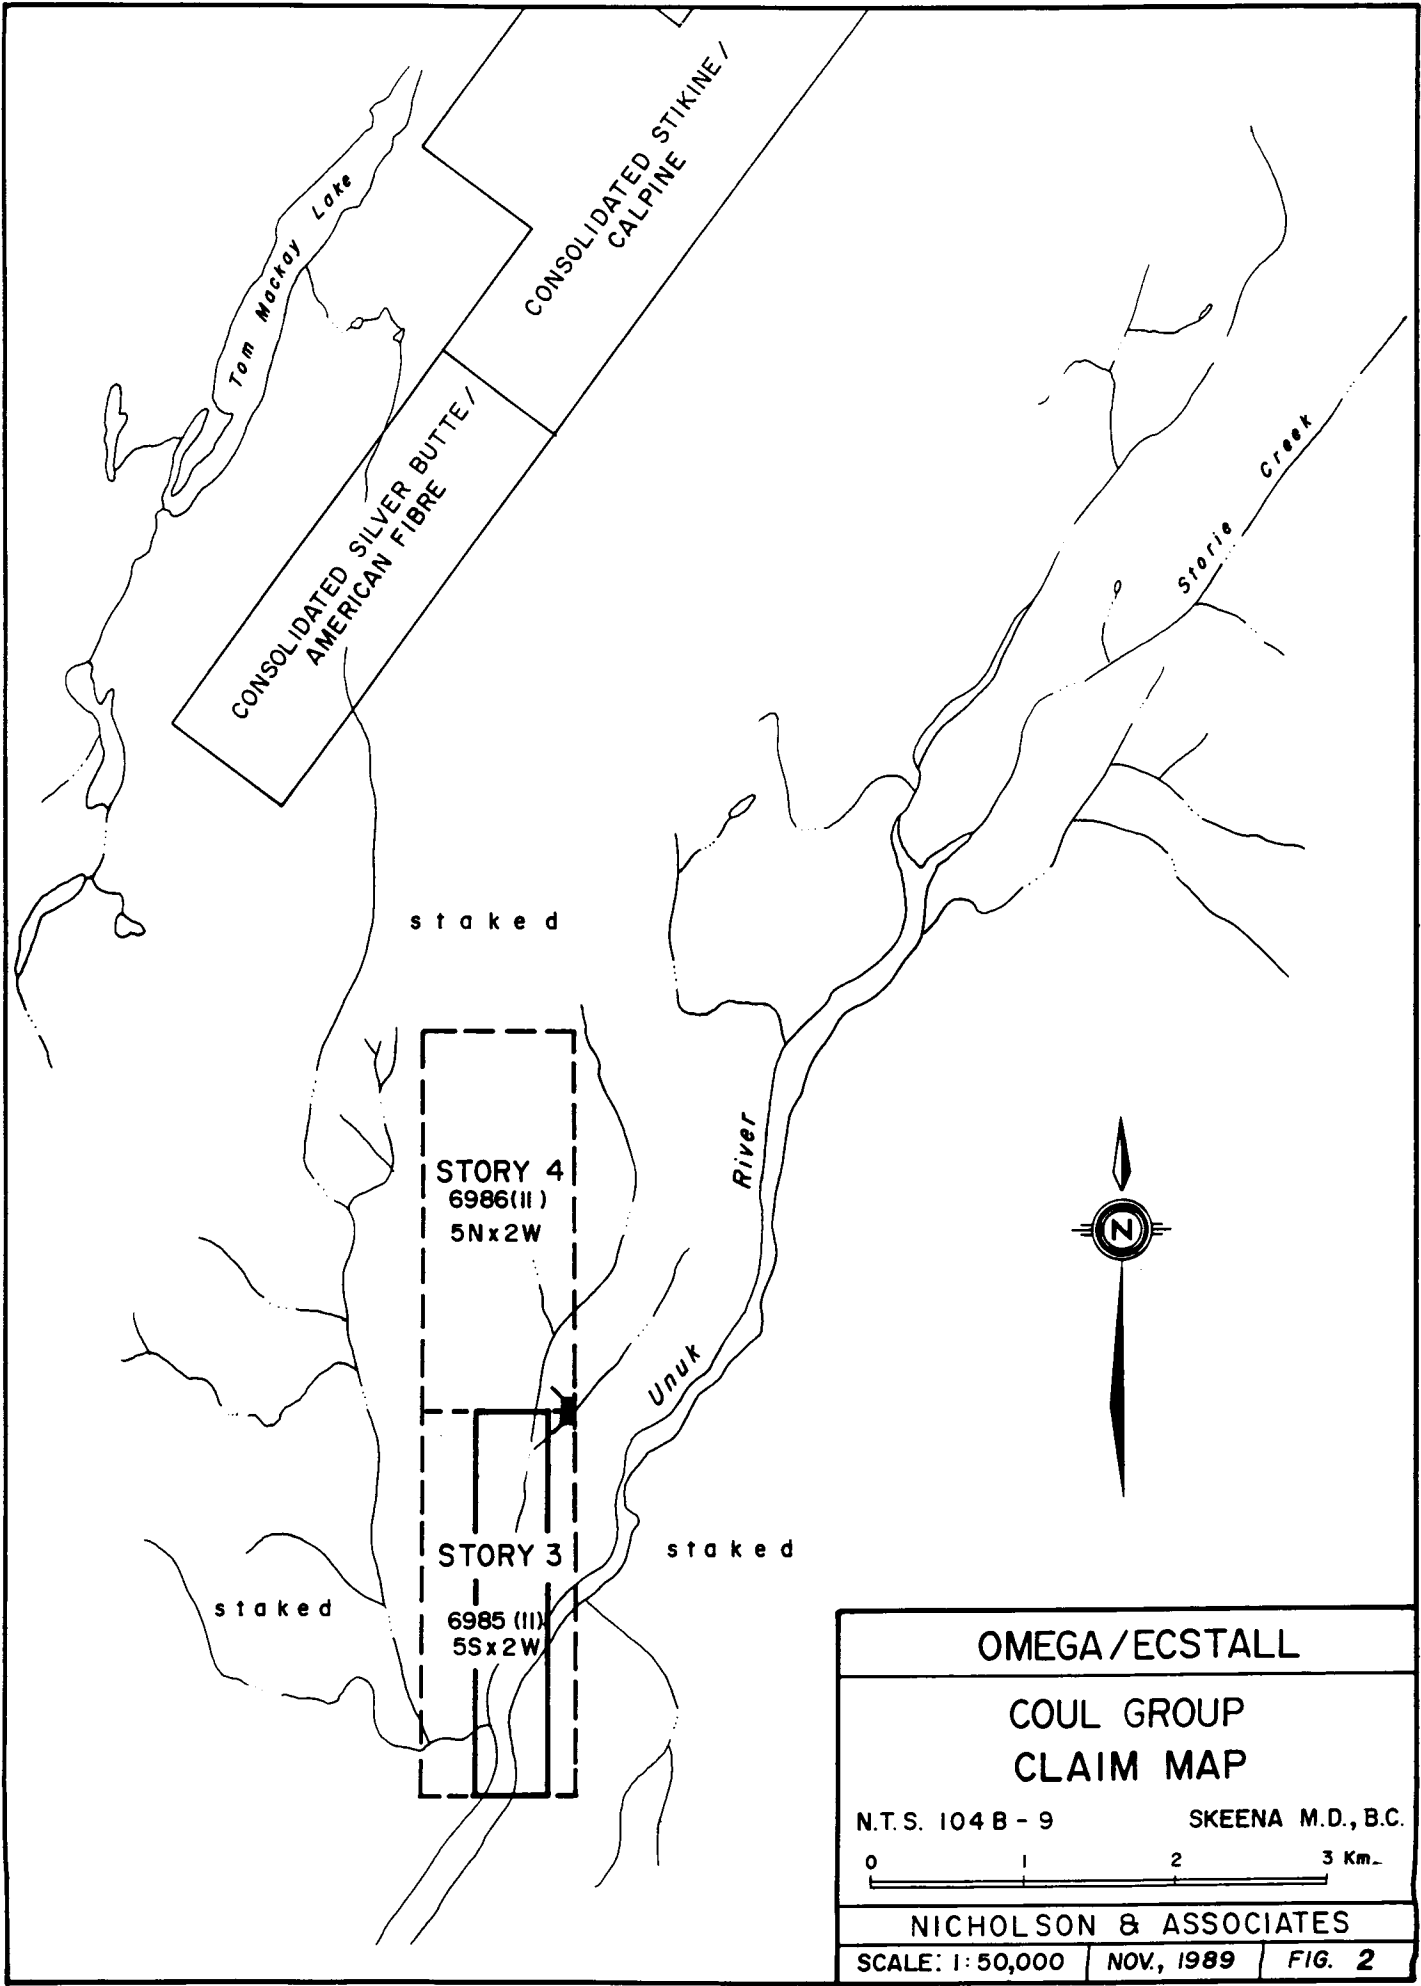 CONSOLIDATED STIKINE/
CALPINE
Tom Mackay Lake
CONSOLIDATED SILVER BUTTE/
AMERICAN FIBRE
Storie Creek
staked
STORY 4
6986(11)
5N x 2W
River
N
Unuk
STORY 3
staked
staked
6985 (11)
5S x 2W
OMEGA/ECSTALL
COUL GROUP
CLAIM MAP
N.T.S. 104 B - 9 SKEENA M.D., B.C.
0 1 2 3 Km.
NICHOLSON & ASSOCIATES
SCALE: 1:50,000 NOV., 1989 FIG. 2